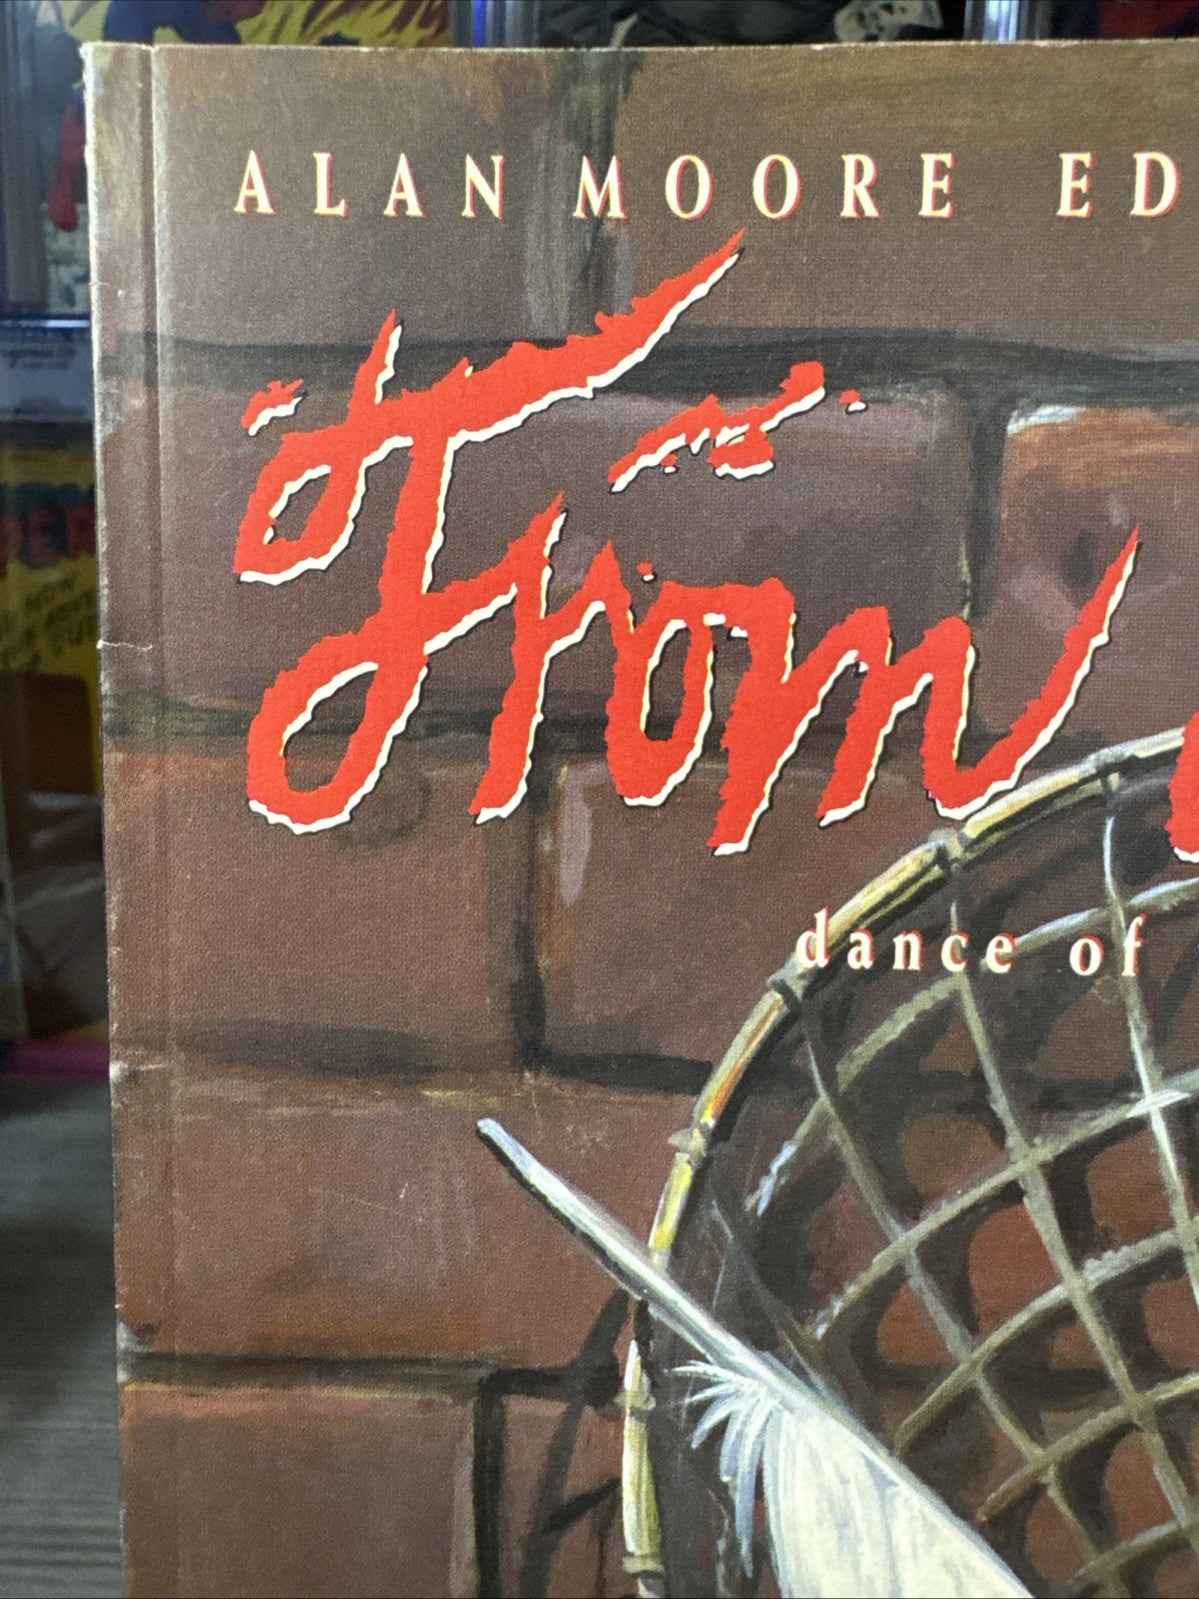 ALAN MOORE ED
From
dance of